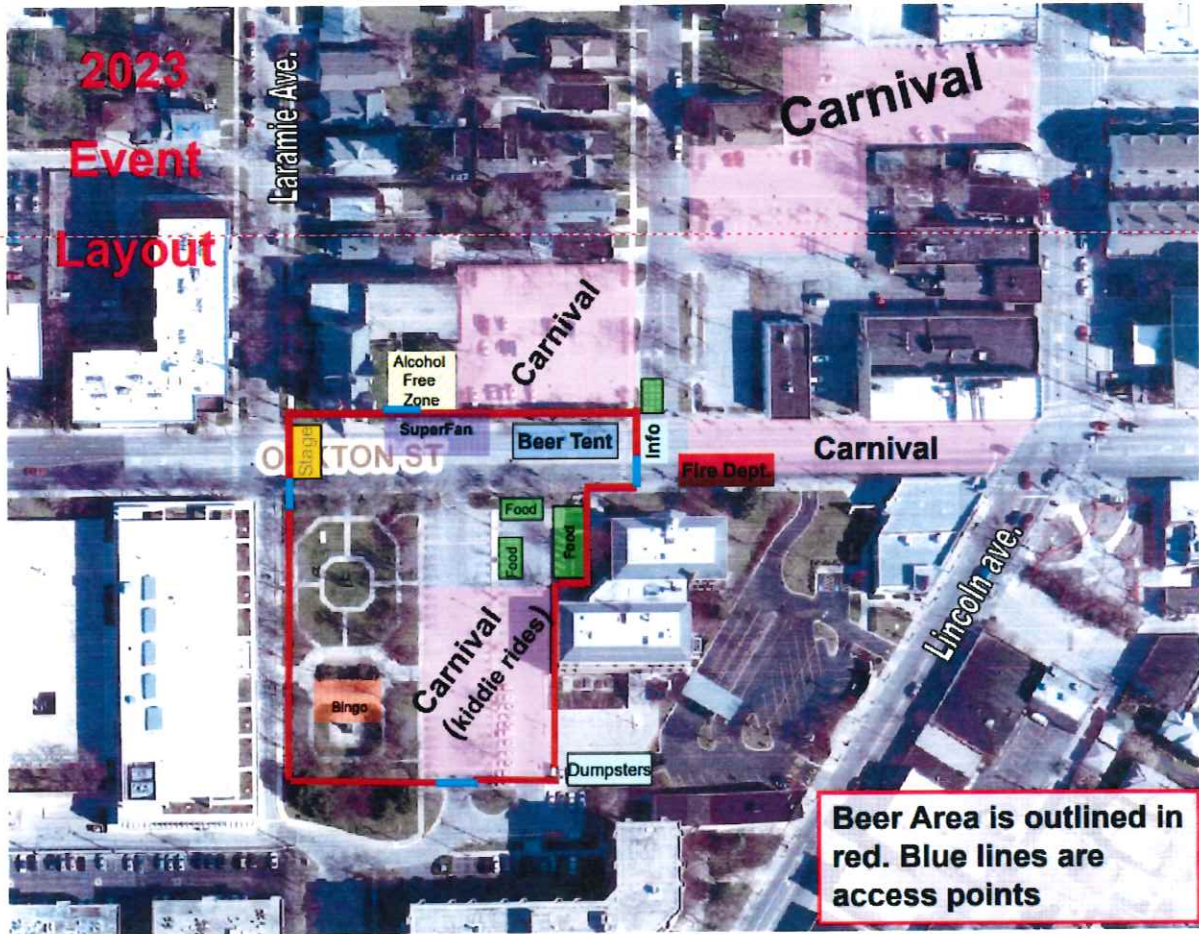 2023
Event
Layout
Laramie Ave.
Carnival
Carnival
Alcohol
Free
Zone
SuperFan
Stage
Beer Tent
Info
Carnival
Fire Dept.
KTON ST
Food
Food
Food
Carnival
(kiddie rides)
Bingo
Lincoln ave.
Dumpsters
Beer Area is outlined in
red. Blue lines are
access points